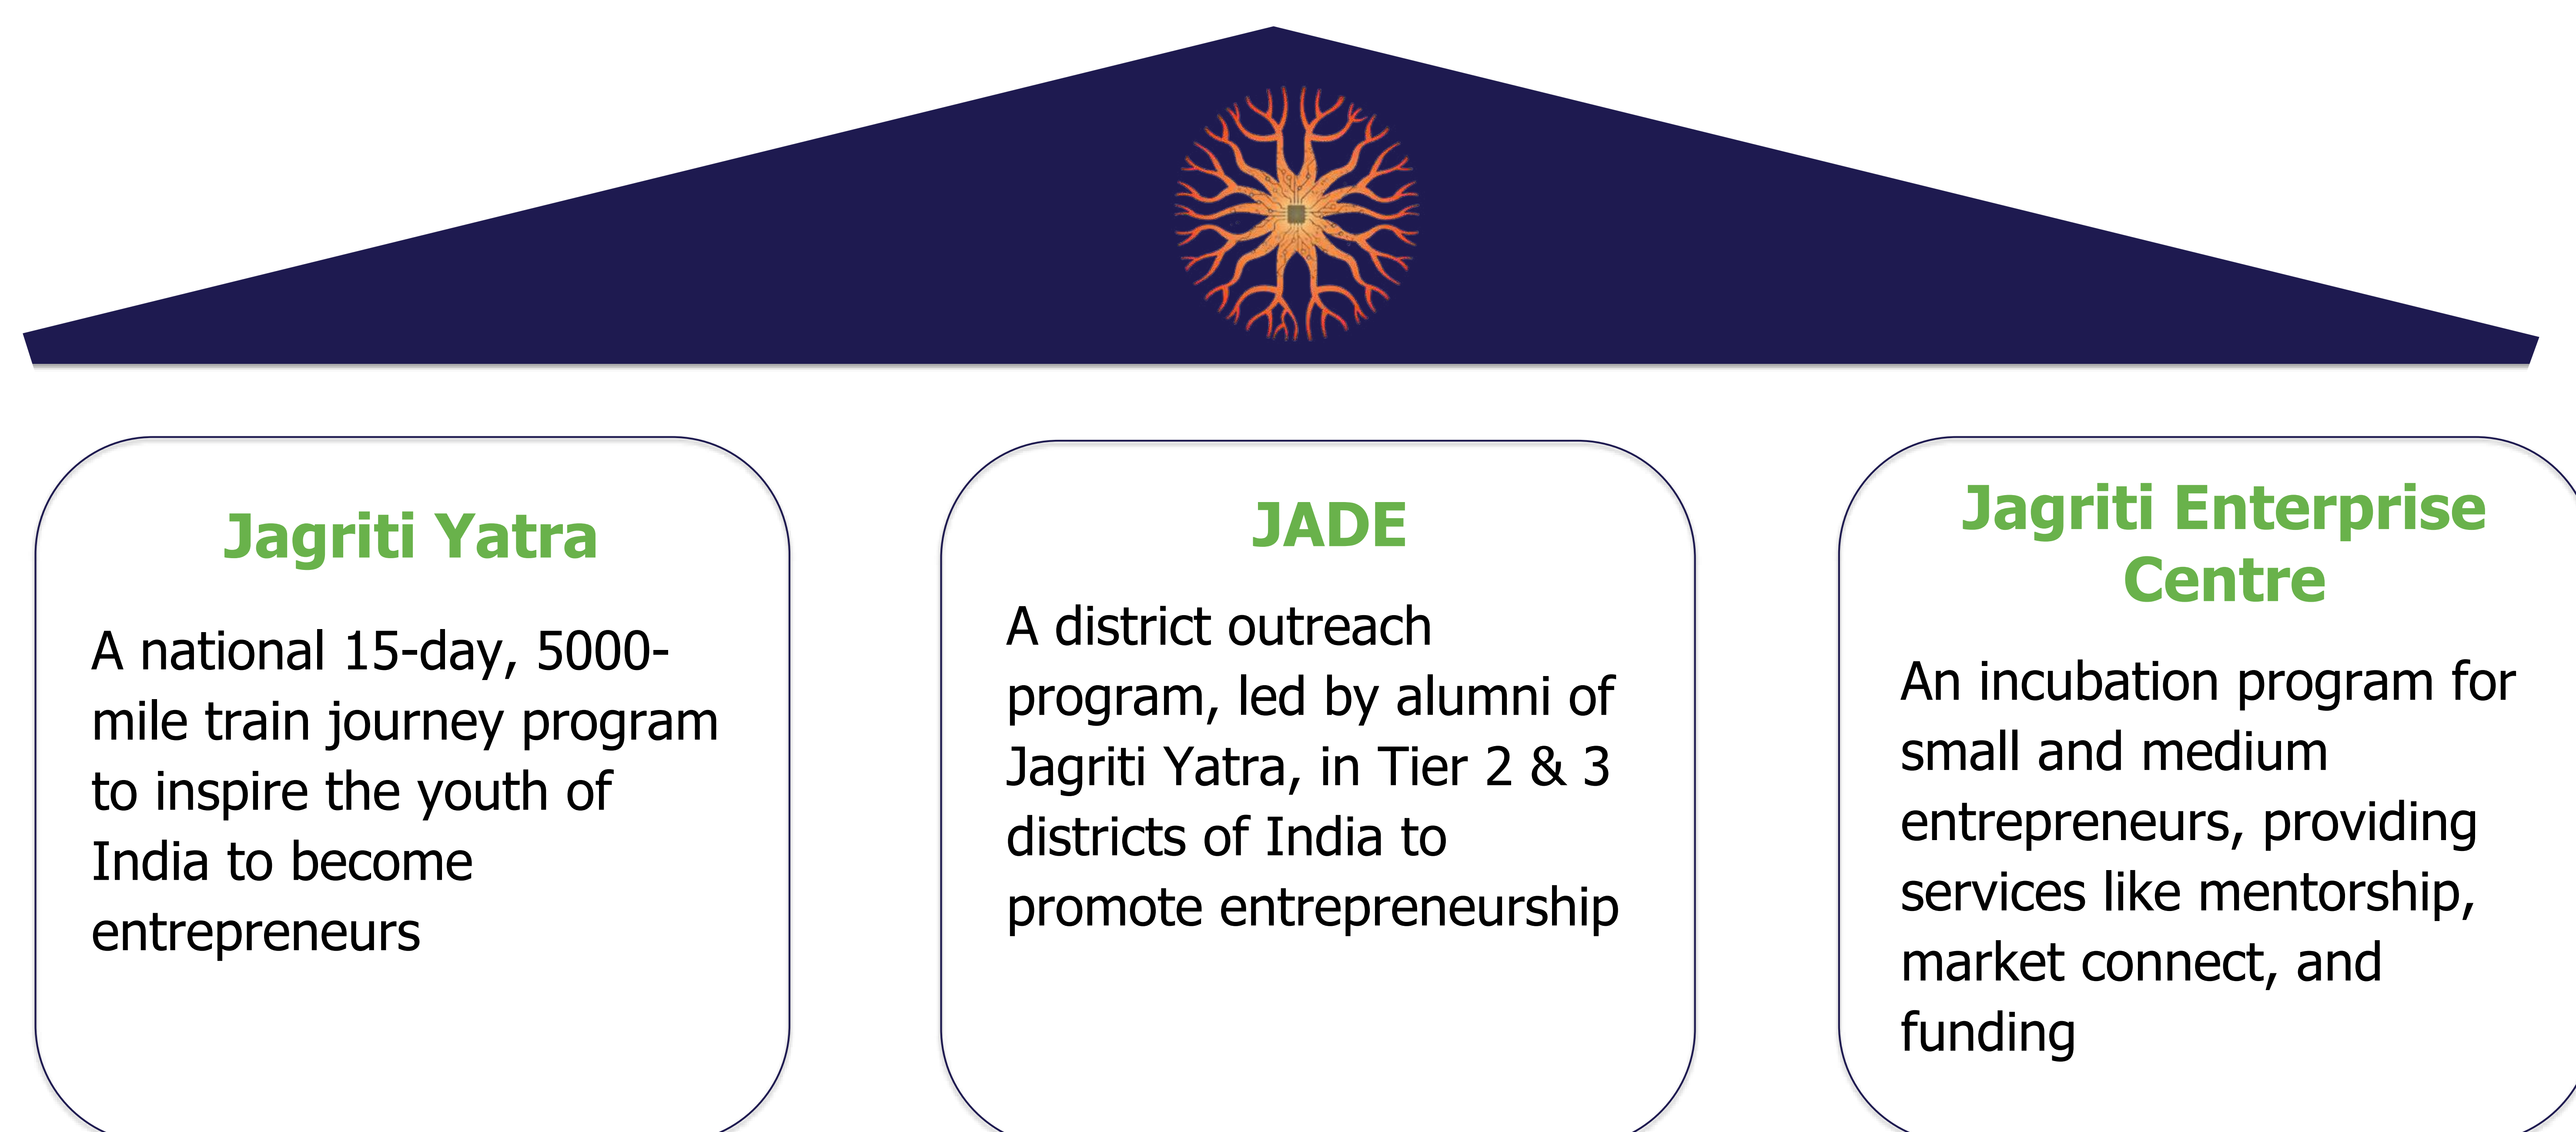 Jagriti Yatra
A national 15-day, 5000-
mile train journey program
to inspire the youth of
India to become
entrepreneurs
JADE
A district outreach
program, led by alumni of
Jagriti Yatra, in Tier 2 & 3
districts of India to
promote entrepreneurship
Jagriti Enterprise
Centre
An incubation program for
small and medium
entrepreneurs, providing
services like mentorship,
market connect, and
funding